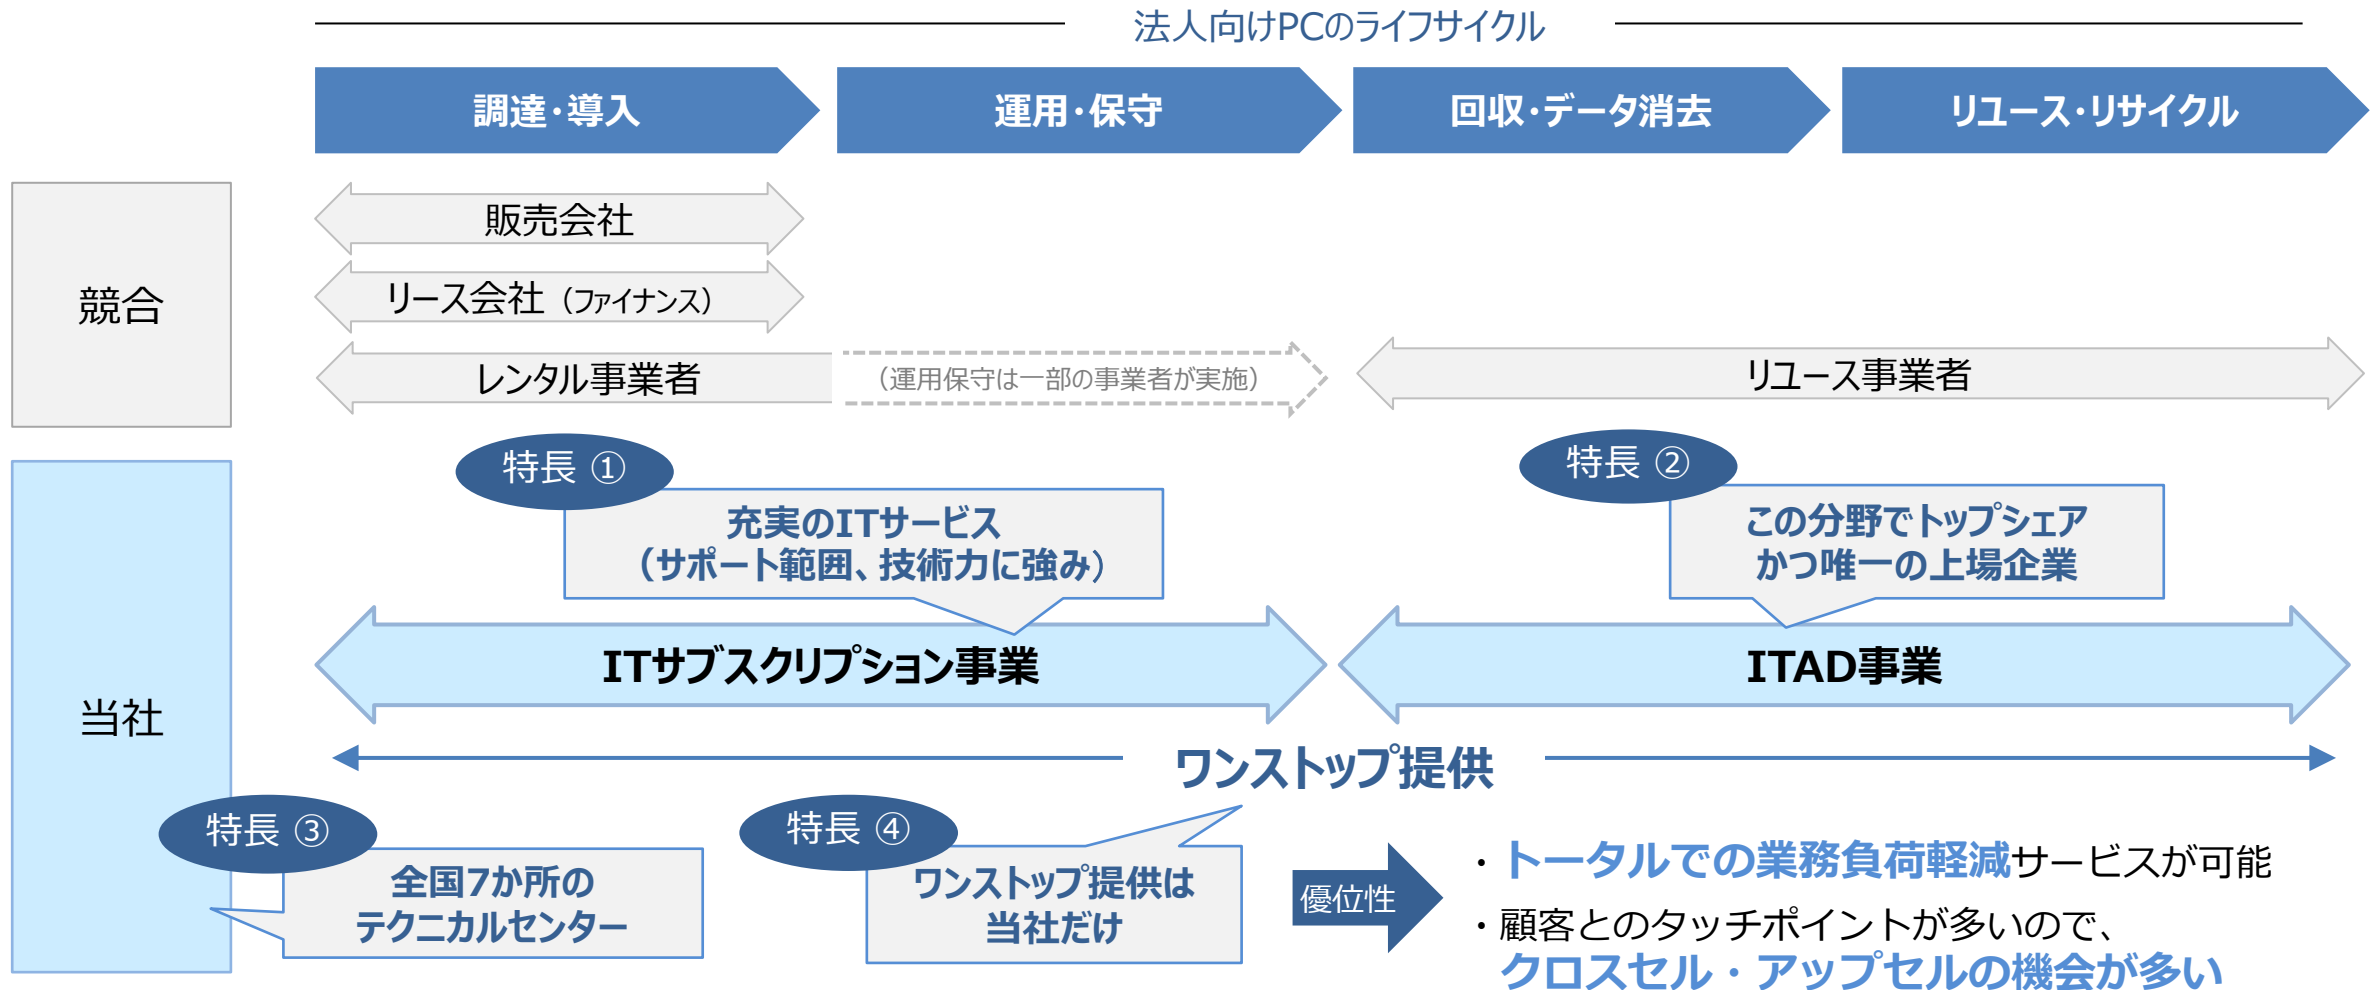 法人向けPCのライフサイクル
調達・導入
運用・保守
回収・データ消去
リユース・リサイクル
競合
販売会社
リース会社（ファイナンス）
レンタル事業者
（運用保守は一部の事業者が実施）
リユース事業者
当社
特長 ①
充実のITサービス
（サポート範囲、技術力に強み）
特長 ②
この分野でトップシェア
かつ唯一の上場企業
ITサブスクリプション事業
ITAD事業
ワンストップ提供
特長 ③
全国7か所の
テクニカルセンター
特長 ④
ワンストップ提供は
当社だけ
優位性
・トータルでの業務負荷軽減サービスが可能
・顧客とのタッチポイントが多いので、
クロスセル・アップセルの機会が多い